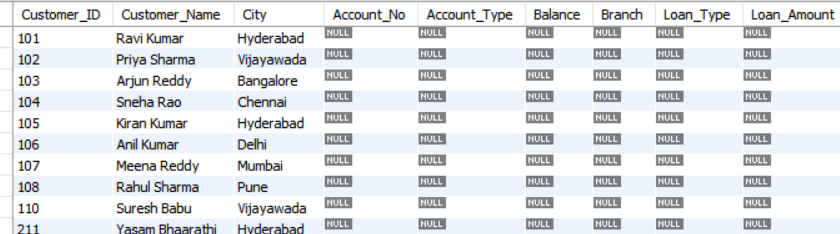 Customer_ID Customer_Name City Account_No Account_Type Balance Branch Loan_Type Loan_Amount
101 Ravi Kumar Hyderabad NULL NULL NULL NULL NULL NULL
102 Priya Sharma Vijayawada NULL NULL NULL NULL NULL NULL
103 Arjun Reddy Bangalore NULL NULL NULL NULL NULL NULL
104 Sneha Rao Chennai NULL NULL NULL NULL NULL NULL
105 Kiran Kumar Hyderabad NULL NULL NULL NULL NULL NULL
106 Anil Kumar Delhi NULL NULL NULL NULL NULL NULL
107 Meena Reddy Mumbai NULL NULL NULL NULL NULL NULL
108 Rahul Sharma Pune NULL NULL NULL NULL NULL NULL
110 Suresh Babu Vijayawada NULL NULL NULL NULL NULL NULL
211 Yasam Bhaarathi Hyderabad NULL NULL NULL NULL NULL NULL